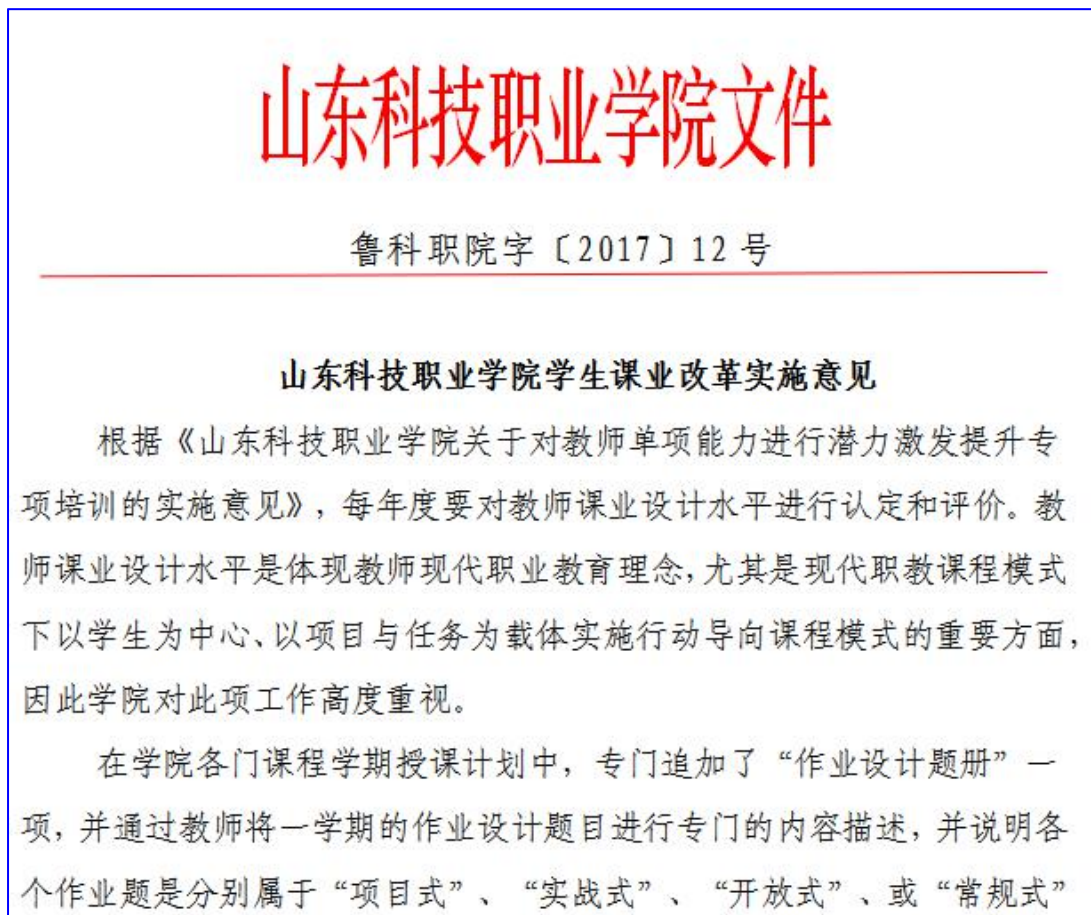 山东科技职业学院文件
鲁科职院字〔2017〕12 号
山东科技职业学院学生课业改革实施意见
根据《山东科技职业学院关于对教师单项能力进行潜力激发提升专
项培训的实施意见》，每年度要对教师课业设计水平进行认定和评价。教
师课业设计水平是体现教师现代职业教育理念，尤其是现代职教课程模式
下以学生为中心、以项目与任务为载体实施行动导向课程模式的重要方面，
因此学院对此项工作高度重视。
在学院各门课程学期授课计划中，专门追加了“作业设计题册”一
项，并通过教师将一学期的作业设计题目进行专门的内容描述，并说明各
个作业题是分别属于“项目式”、“实战式”、“开放式”、或“常规式”